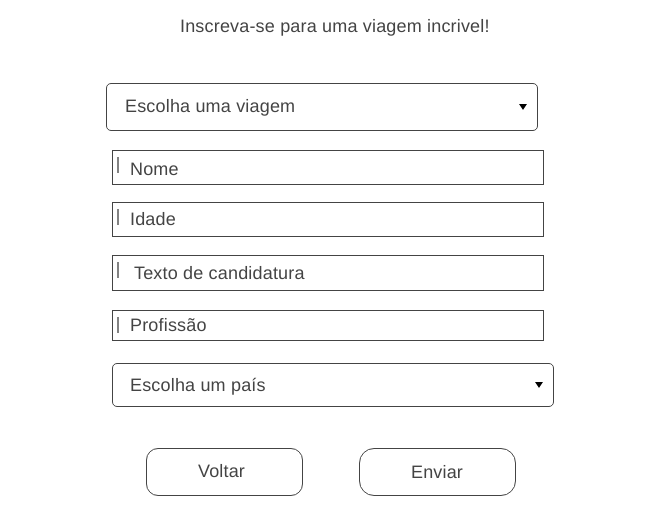 Inscreva-se para uma viagem incrivel!
Escolha uma viagem
Nome
Idade
Texto de candidatura
Profissão
Escolha um país
Voltar
Enviar